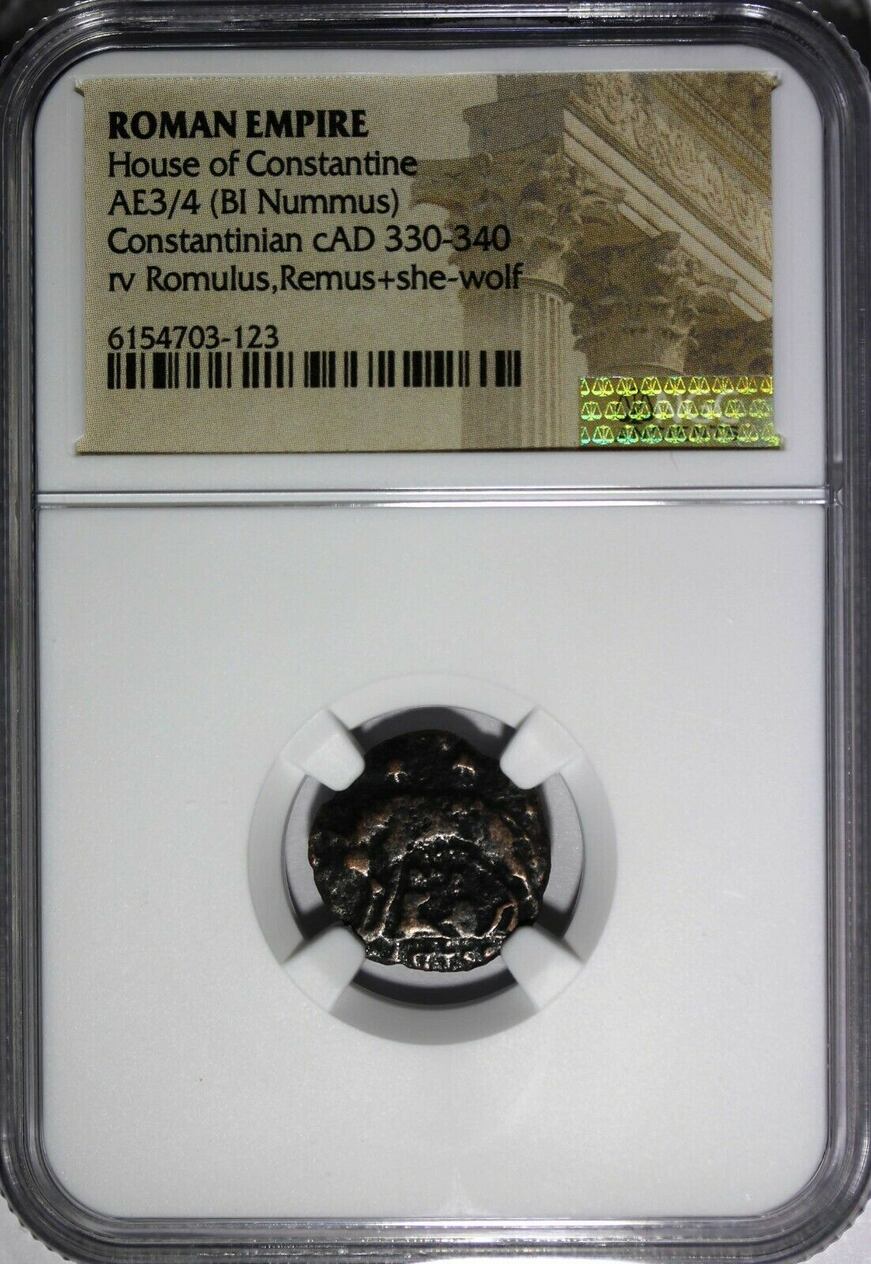 ROMAN EMPIRE
House of Constantine
AE3/4 (BI Nummus)
Constantinian cAD 330-340
rv Romulus,Remus+she-wolf
6154703-123
NGC